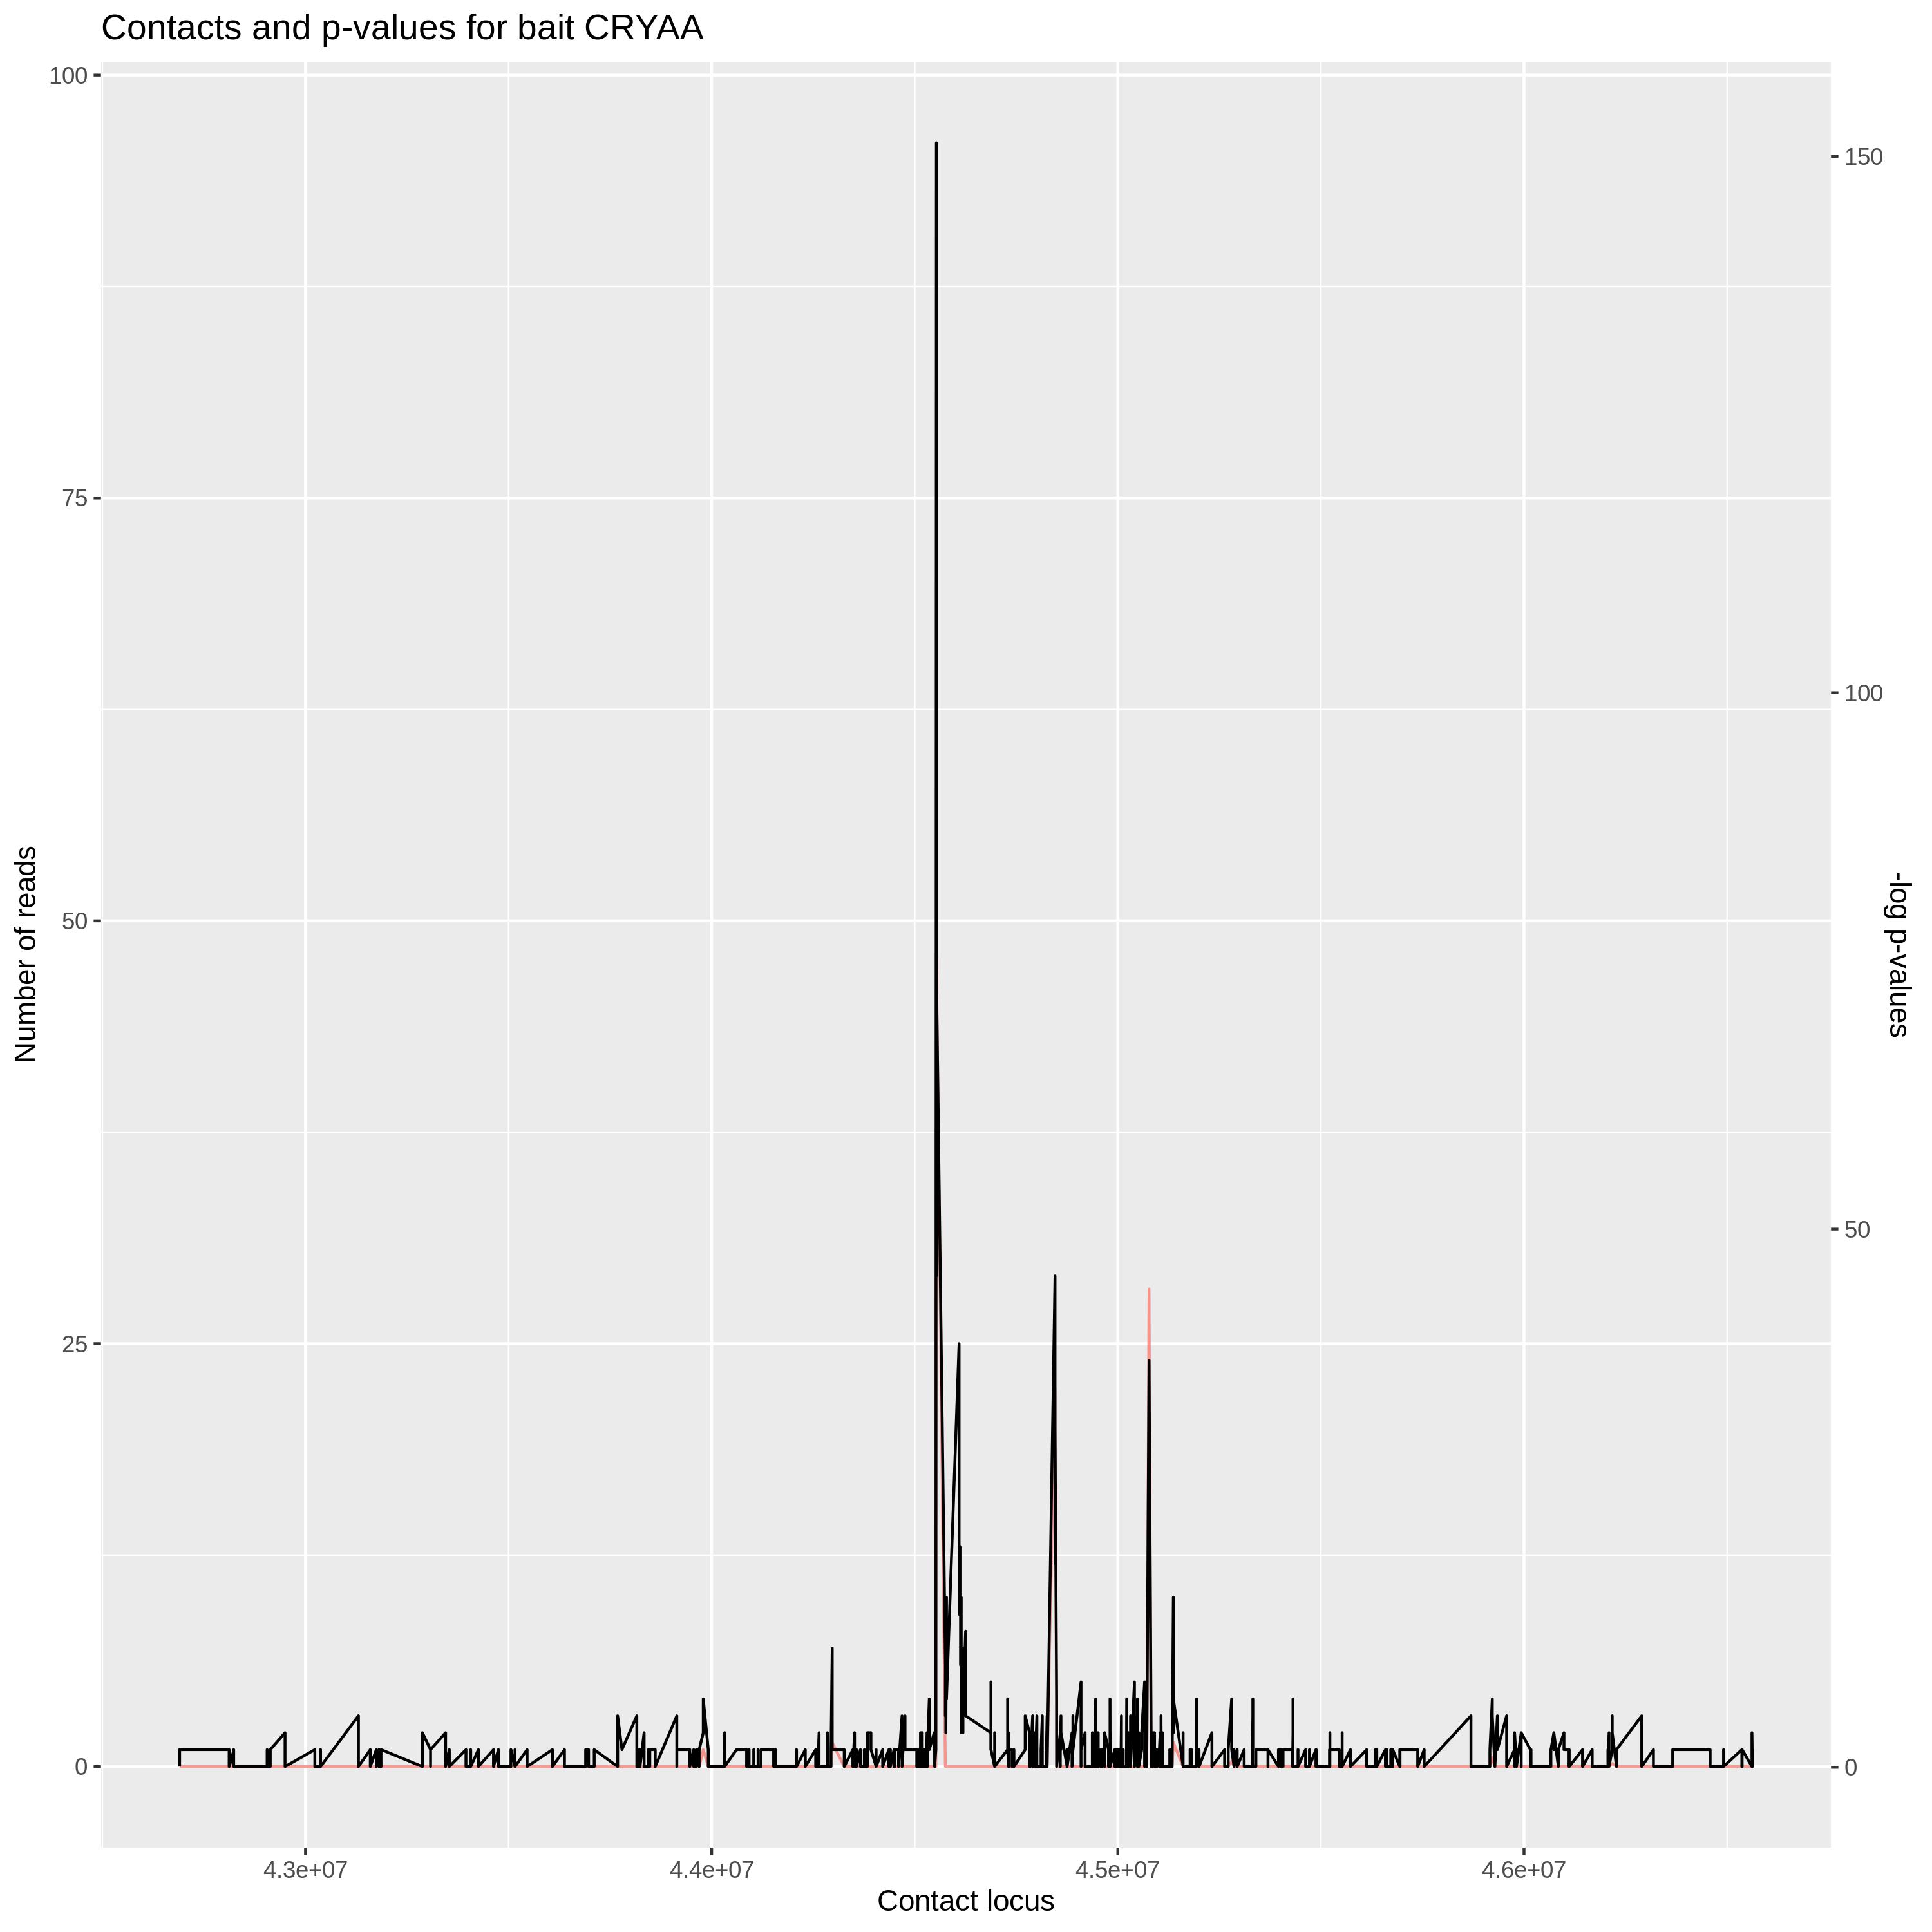 Contacts and p-values for bait CRYAA
100
75
50
25
0
Number of reads
150
100
50
0
-log p-values
4.3e+07
4.4e+07
4.5e+07
4.6e+07
Contact locus